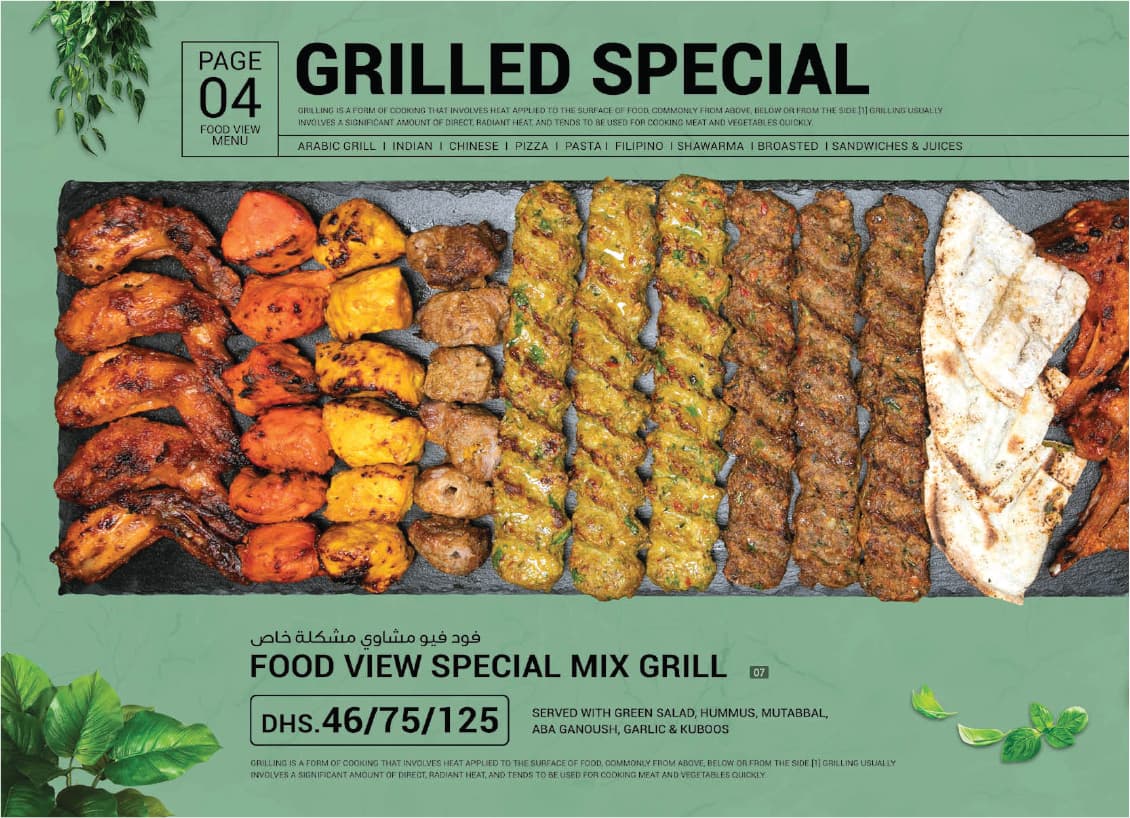 PAGE
04
FOOD VIEW
MENU
GRILLED SPECIAL
GRILLING IS A FORM OF COOKING THAT INVOLVES HEAT APPLIED TO THE SURFACE OF FOOD, COMMONLY FROM ABOVE, BELOW OR FROM THE SIDE.[1] GRILLING USUALLY
INVOLVES A SIGNIFICANT AMOUNT OF DIRECT, RADIANT HEAT, AND TENDS TO BE USED FOR COOKING MEAT AND VEGETABLES QUICKLY.
ARABIC GRILL I INDIAN I CHINESE I PIZZA I PASTA I FILIPINO I SHAWARMA I BROASTED I SANDWICHES & JUICES
فود فيو مشاوي مشكلة خاص
FOOD VIEW SPECIAL MIX GRILL 07
DHS.46/75/125
SERVED WITH GREEN SALAD, HUMMUS, MUTABBAL,
ABA GANOUSH, GARLIC & KUBOOS
GRILLING IS A FORM OF COOKING THAT INVOLVES HEAT APPLIED TO THE SURFACE OF FOOD, COMMONLY FROM ABOVE, BELOW OR FROM THE SIDE.[1] GRILLING USUALLY
INVOLVES A SIGNIFICANT AMOUNT OF DIRECT, RADIANT HEAT, AND TENDS TO BE USED FOR COOKING MEAT AND VEGETABLES QUICKLY.